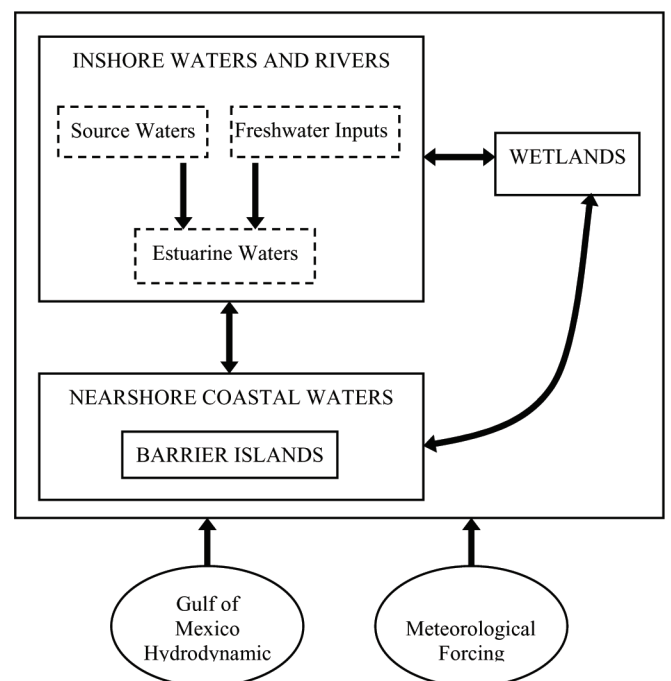 INSHORE WATERS AND RIVERS
Source Waters
Freshwater Inputs
WETLANDS
Estuarine Waters
NEARSHORE COASTAL WATERS
BARRIER ISLANDS
Gulf of
Mexico
Hydrodynamic
Meteorological
Forcing